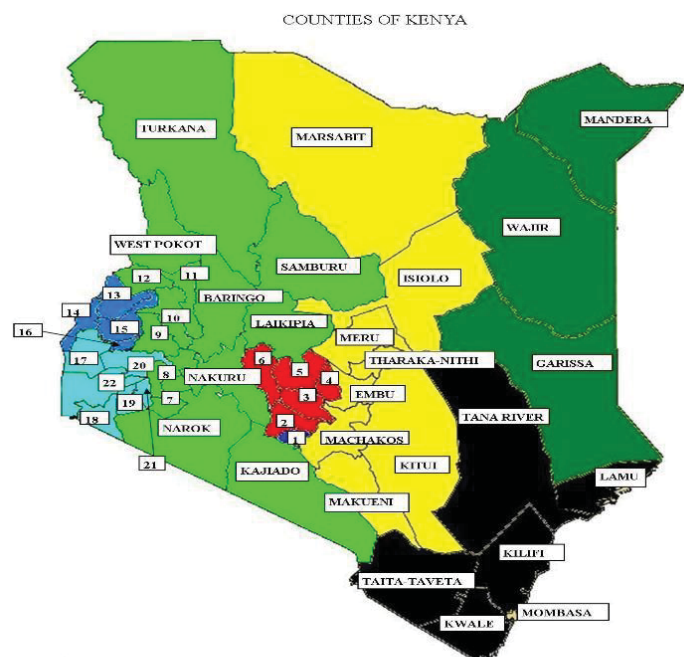 COUNTIES OF KENYA
TURKANA
MARSABIT
MANDERA
WAJIR
WEST POKOT
SAMBURU
ISIOLO
12
11
13
BARINGO
14
10
LAIKIPIA
15
9
MERU
16
17
6
5
THARAKA-NITHI
GARISSA
20
8
NAKURU
4
22
3
EMBU
TANA RIVER
19
7
18
NAROK
2
1
MACHAKOS
21
KAJIADO
KITUI
LAMU
MAKUENI
KILIFI
TAITA-TAVETA
MOMBASA
KWALE